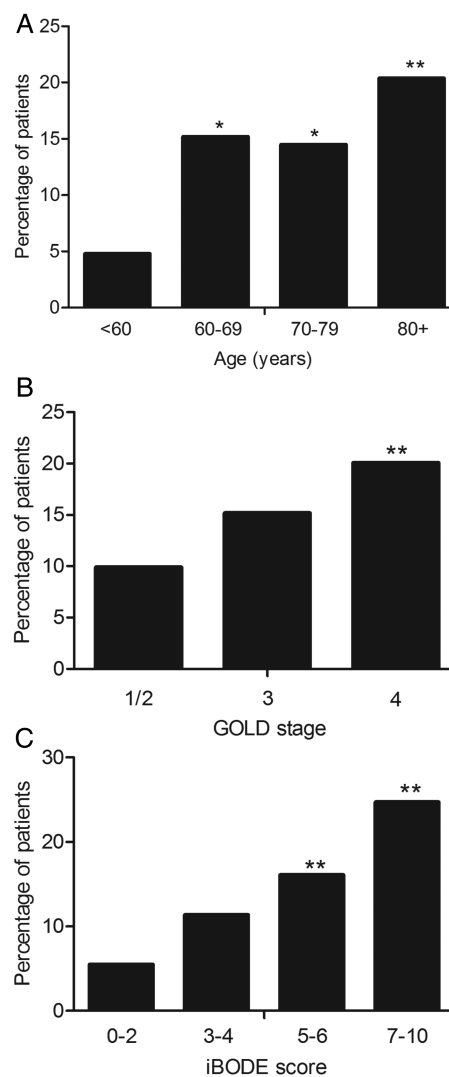 A
Percentage of patients
25
20
15
10
5
0
*
*
**
<60 60-69 70-79 80+
Age (years)
B
Percentage of patients
25
20
15
10
5
0
**
1/2 3 4
GOLD stage
C
Percentage of patients
30
20
10
0
**
**
0-2 3-4 5-6 7-10
iBODE score